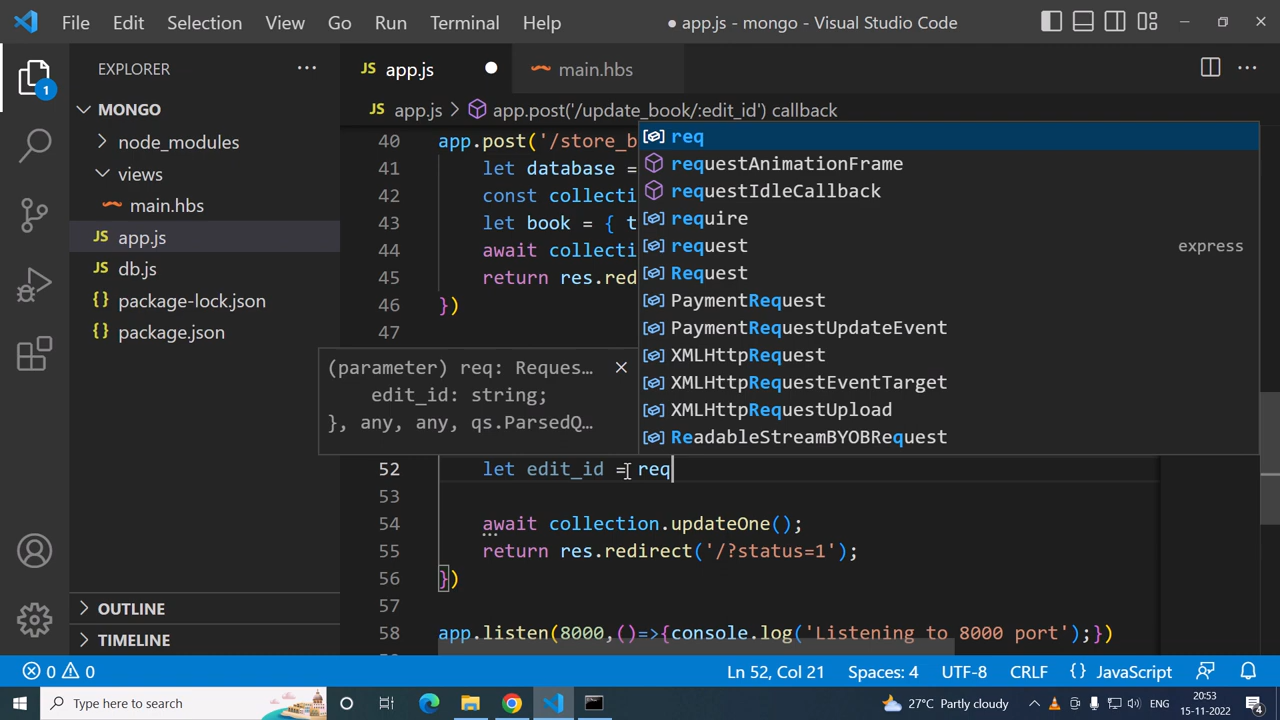 File Edit Selection View Go Run Terminal Help ● app.js - mongo - Visual Studio Code
EXPLORER
1
MONGO
node_modules
views
main.hbs
JS app.js
JS db.js
{} package-lock.json
{} package.json
OUTLINE
TIMELINE
JS app.js
main.hbs
JS app.js > app.post('/update_book/:edit_id') callback
40 app.post('/store_b
41 let database =
42 const collecti
43 let book = { t
44 await collecti
45 return res.red
46 })
47
req
requestAnimationFrame
requestIdleCallback
require
request express
Request
PaymentRequest
PaymentRequestUpdateEvent
XMLHttpRequest
XMLHttpRequestEventTarget
XMLHttpRequestUpload
ReadableStreamBYOBRequest
(parameter) req: Reques…
edit_id: string;
}, any, any, qs.ParsedQ…
52 let edit_id = req
53
54 await collection.updateOne();
55 return res.redirect('/?status=1');
56 })
57
58 app.listen(8000,()=>{console.log('Listening to 8000 port');})
0 0 Ln 52, Col 21 Spaces: 4 UTF-8 CRLF {} JavaScript
Type here to search
27°C Partly cloudy
ENG
20:53
15-11-2022
4